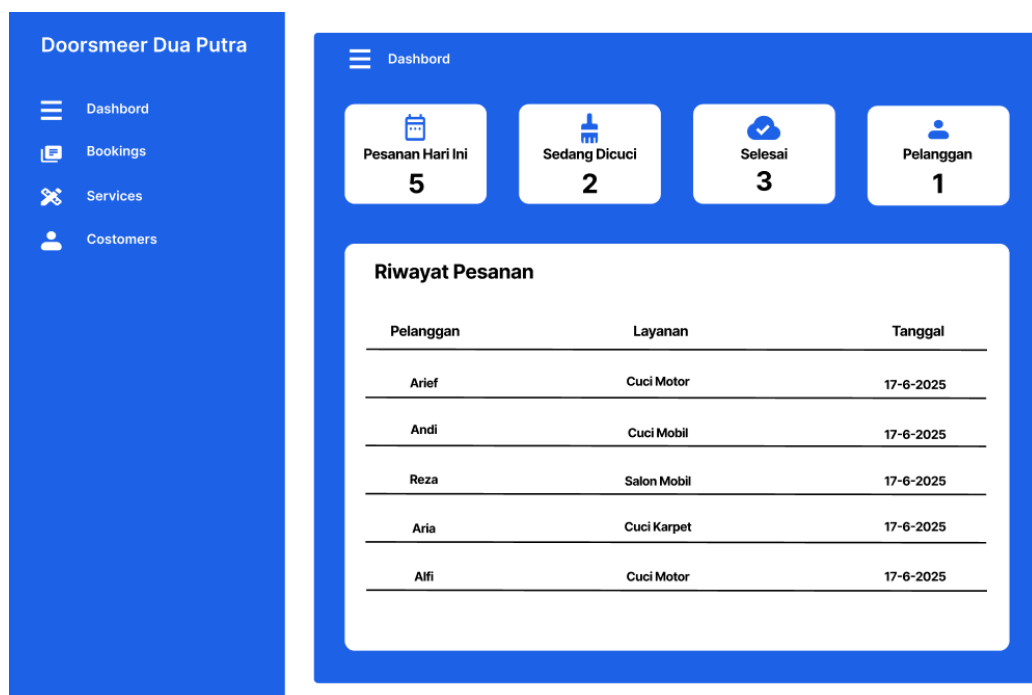 Doorsmeer Dua Putra
Dashbord
Bookings
Services
Costomers
Dashbord
Pesanan Hari Ini
5
Sedang Dicuci
2
Selesai
3
Pelanggan
1
Riwayat Pesanan
Pelanggan Layanan Tanggal
Arief Cuci Motor 17-6-2025
Andi Cuci Mobil 17-6-2025
Reza Salon Mobil 17-6-2025
Aria Cuci Karpet 17-6-2025
Alfi Cuci Motor 17-6-2025